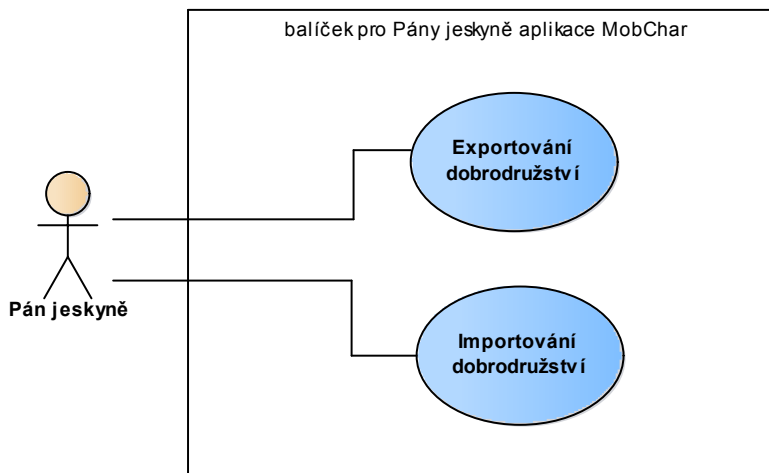 balíček pro Pány jeskyně aplikace MobChar
Exportování
dobrodružství
Pán jeskyně
Importování
dobrodružství